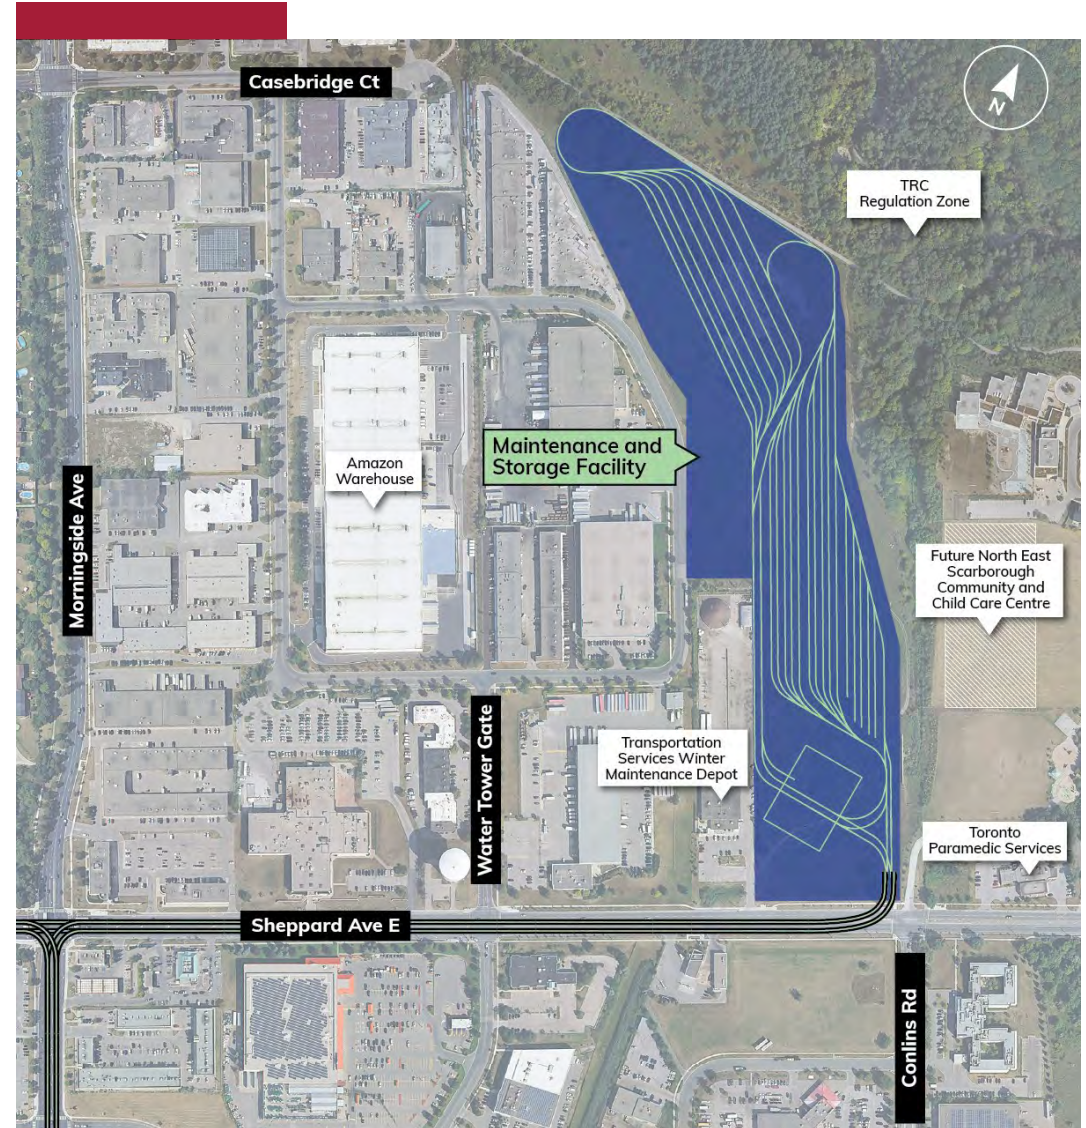 Casebridge Ct
N
TRC
Regulation Zone
Maintenance and
Storage Facility
Amazon
Warehouse
Morningside Ave
Future North East
Scarborough
Community and
Child Care Centre
Transportation
Services Winter
Maintenance Depot
Water Tower Gate
Toronto
Paramedic Services
Sheppard Ave E
Conlins Rd